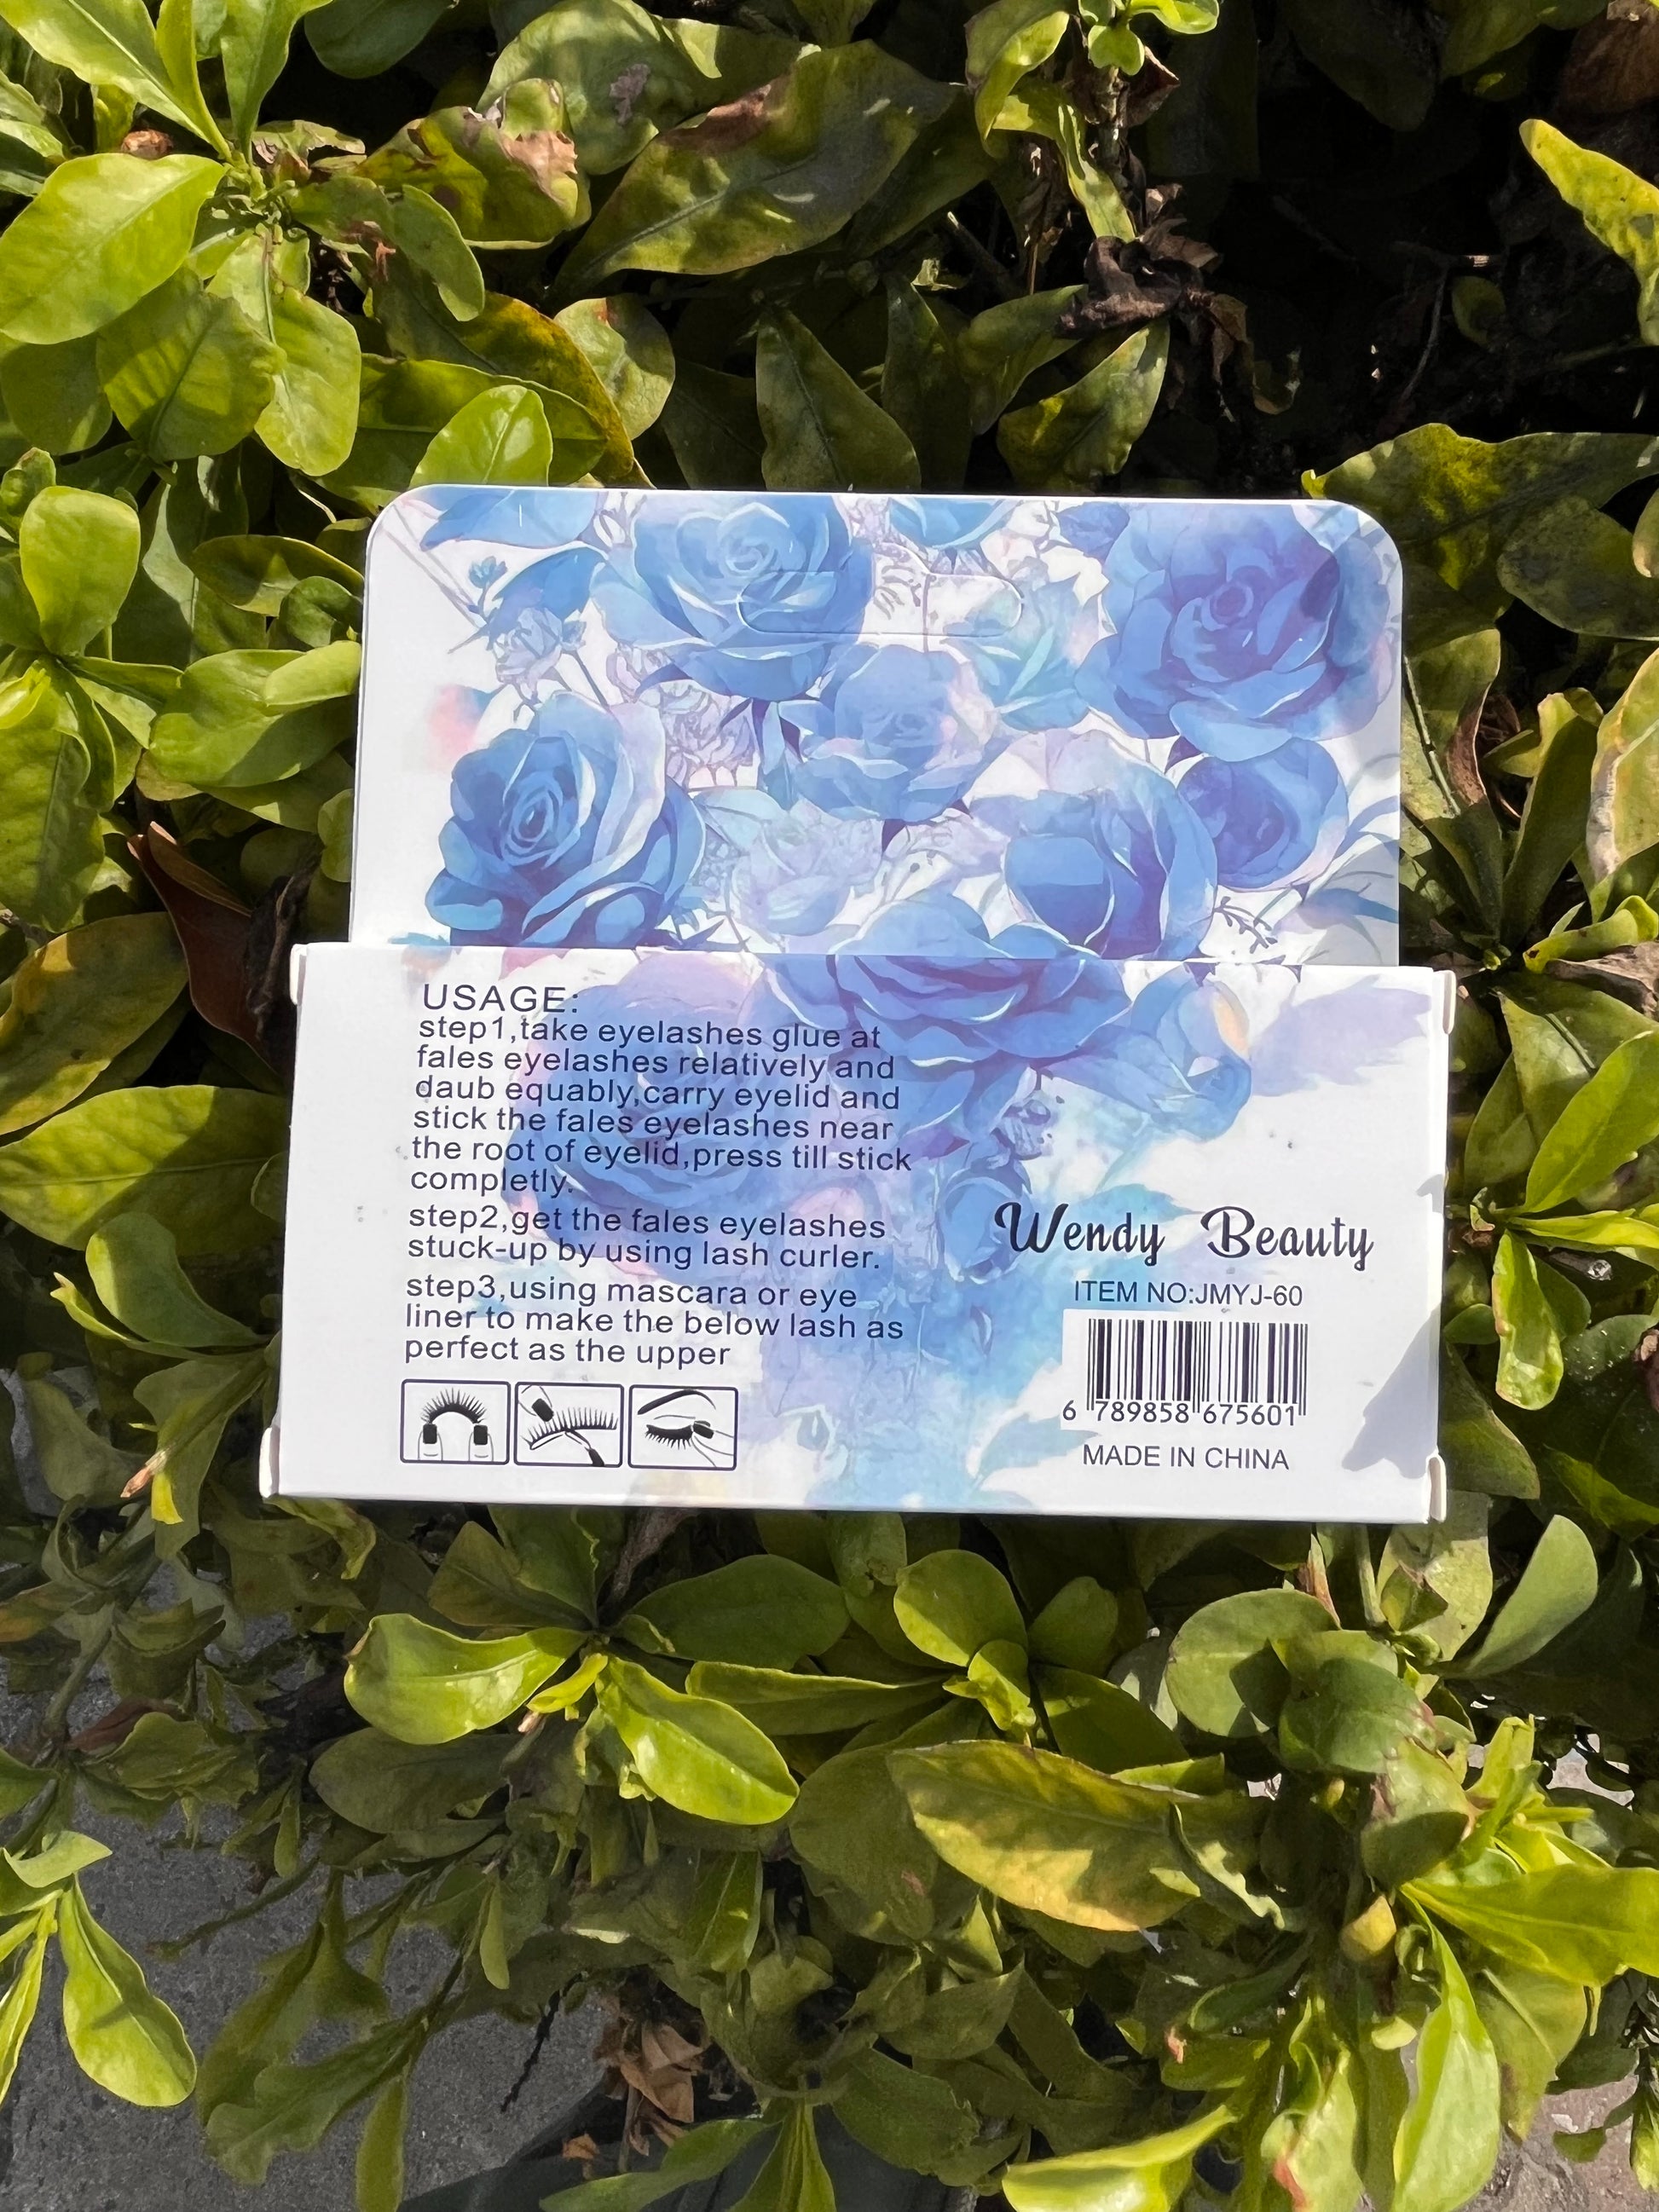 USAGE:
step1,take eyelashes glue at
fales eyelashes relatively and
daub equably,carry eyelid and
stick the fales eyelashes near
the root of eyelid,press till stick
completly.
step2,get the fales eyelashes
stuck-up by using lash curler.
step3,using mascara or eye
liner to make the below lash as
perfect as the upper
Wendy Beauty
ITEM NO:JMYJ-60
6 789858 675601
MADE IN CHINA